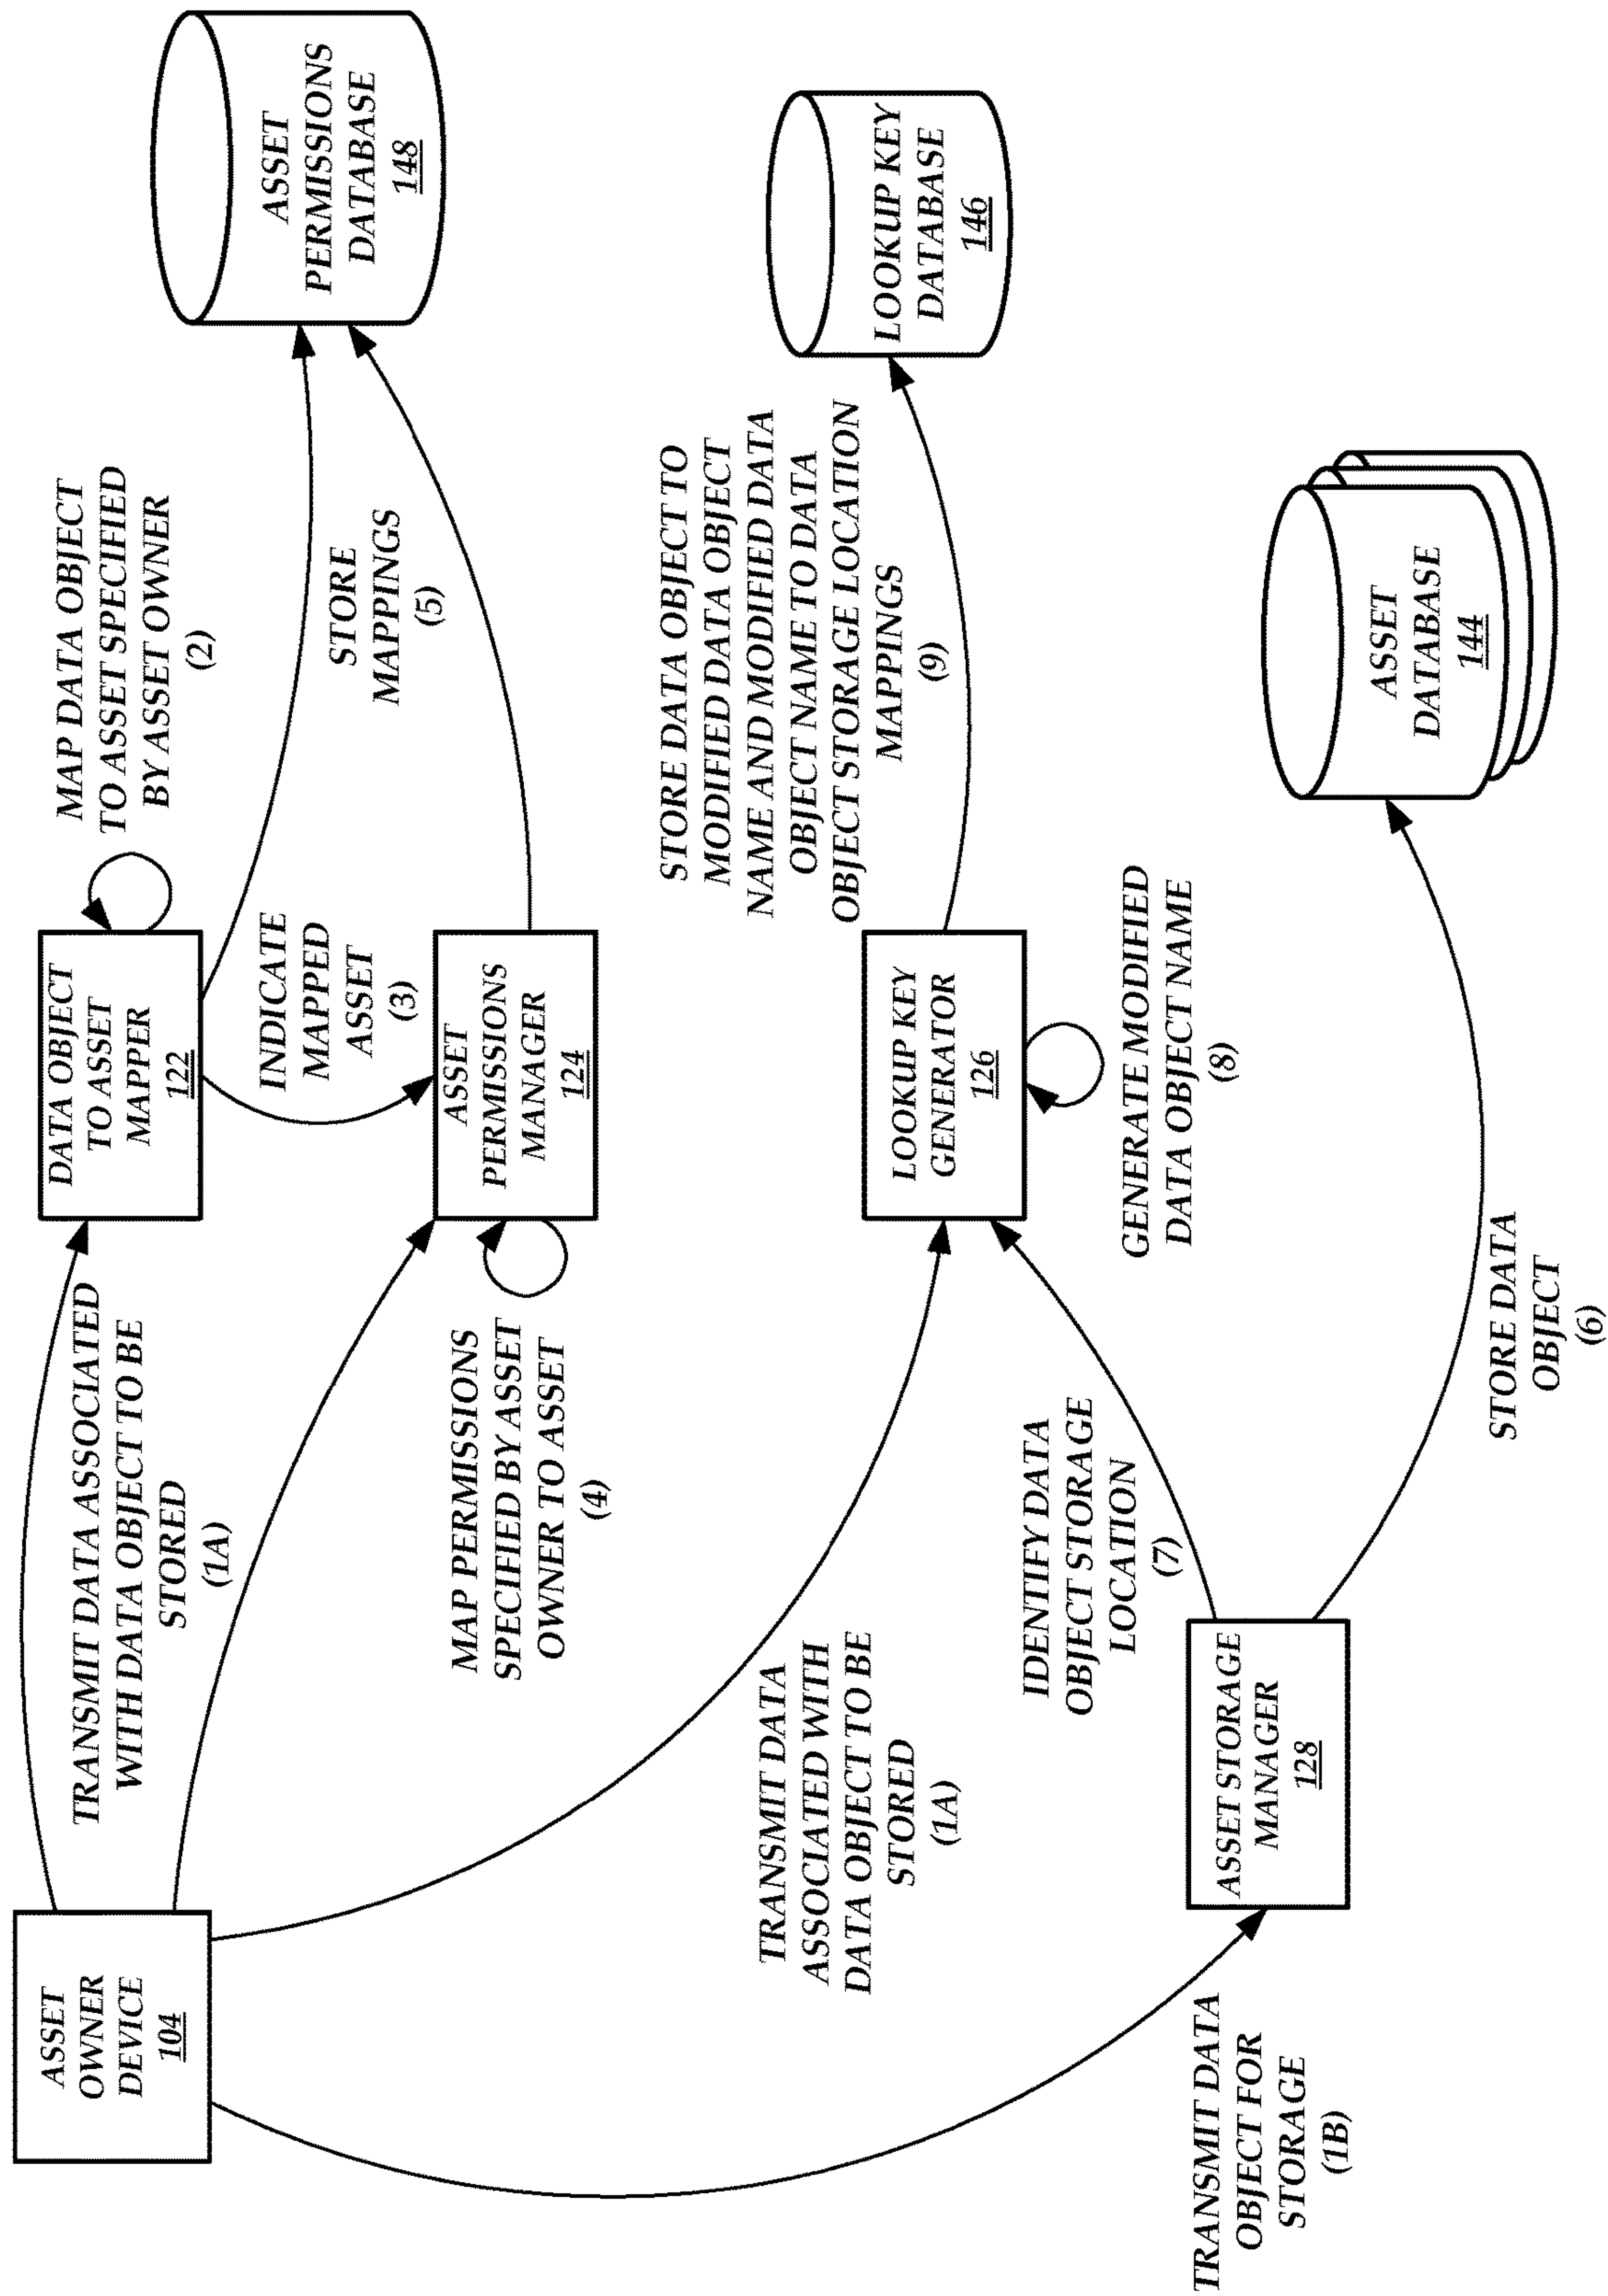 ASSET
OWNER
DEVICE
104
TRANSMIT DATA ASSOCIATED
WITH DATA OBJECT TO BE
STORED
(1A)
DATA OBJECT
TO ASSET
MAPPER
122
MAP DATA OBJECT
TO ASSET SPECIFIED
BY ASSET OWNER
(2)
INDICATE
MAPPED
ASSET
(3)
ASSET
PERMISSIONS
MANAGER
124
MAP PERMISSIONS
SPECIFIED BY ASSET
OWNER TO ASSET
(4)
STORE
MAPPINGS
(5)
ASSET
PERMISSIONS
DATABASE
148
TRANSMIT DATA
ASSOCIATED WITH
DATA OBJECT TO BE
STORED
(1A)
LOOKUP KEY
GENERATOR
126
STORE DATA OBJECT TO
MODIFIED DATA OBJECT
NAME AND MODIFIED DATA
OBJECT NAME TO DATA
OBJECT STORAGE LOCATION
MAPPINGS
(9)
LOOKUP KEY
DATABASE
146
IDENTIFY DATA
OBJECT STORAGE
LOCATION
(7)
GENERATE MODIFIED
DATA OBJECT NAME
(8)
TRANSMIT DATA
OBJECT FOR
STORAGE
(1B)
ASSET STORAGE
MANAGER
128
STORE DATA
OBJECT
(6)
ASSET
DATABASE
144